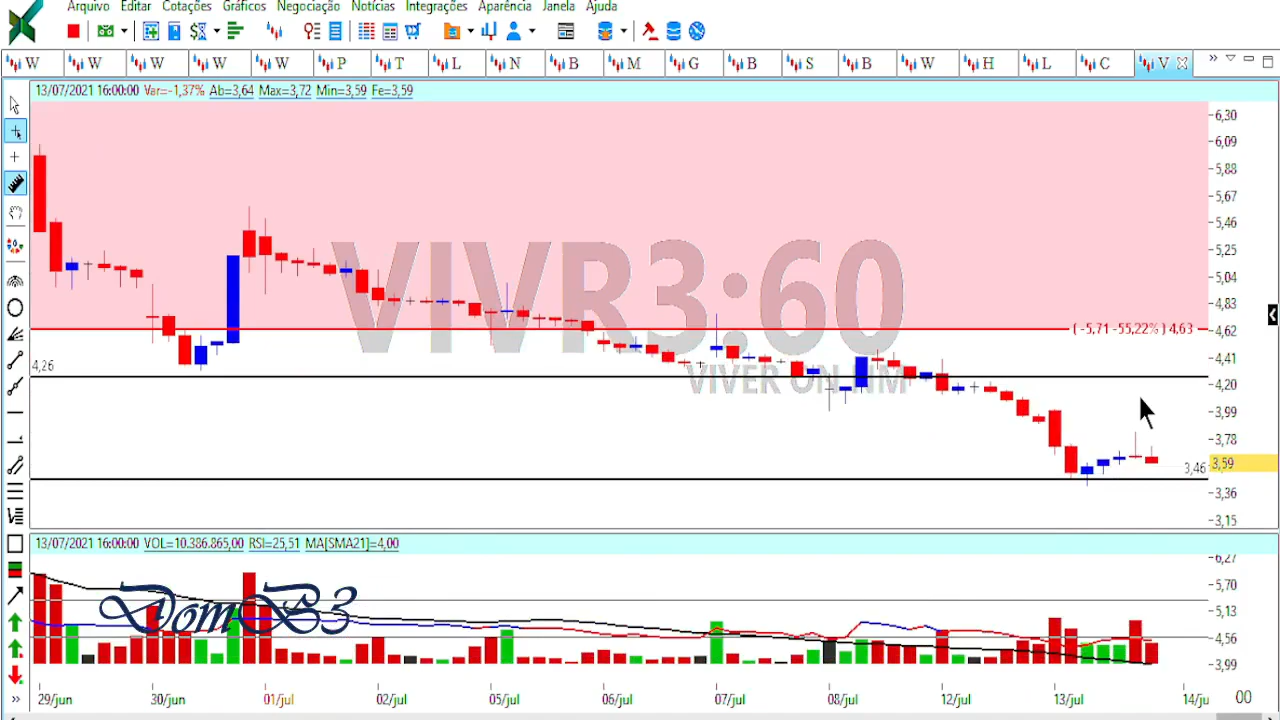 Arquivo Editar Cotações Gráficos Negociação Notícias Integrações Aparência Janela Ajuda
W W W W W P T L N B M G B S B W H L C V
13/07/2021 16:00:00 Var=-1,37% Ab=3,64 Max=3,72 Min=3,59 Fe=3,59
VIVR3:60
VIVER ON NM
6,30
6,09
5,88
5,67
5,46
5,25
5,04
4,83
( -5,71 -55,22% ) 4,63
4,62
4,41
4,26
4,20
3,99
3,78
3,46
3,59
3,36
3,15
13/07/2021 16:00:00 VOL=10.386.865,00 RSI=25,51 MA[SMA21]=4,00
6,27
5,70
5,13
4,56
3,99
DomB3
29/jun 30/jun 01/jul 02/jul 05/jul 06/jul 07/jul 08/jul 12/jul 13/jul 14/ju 00